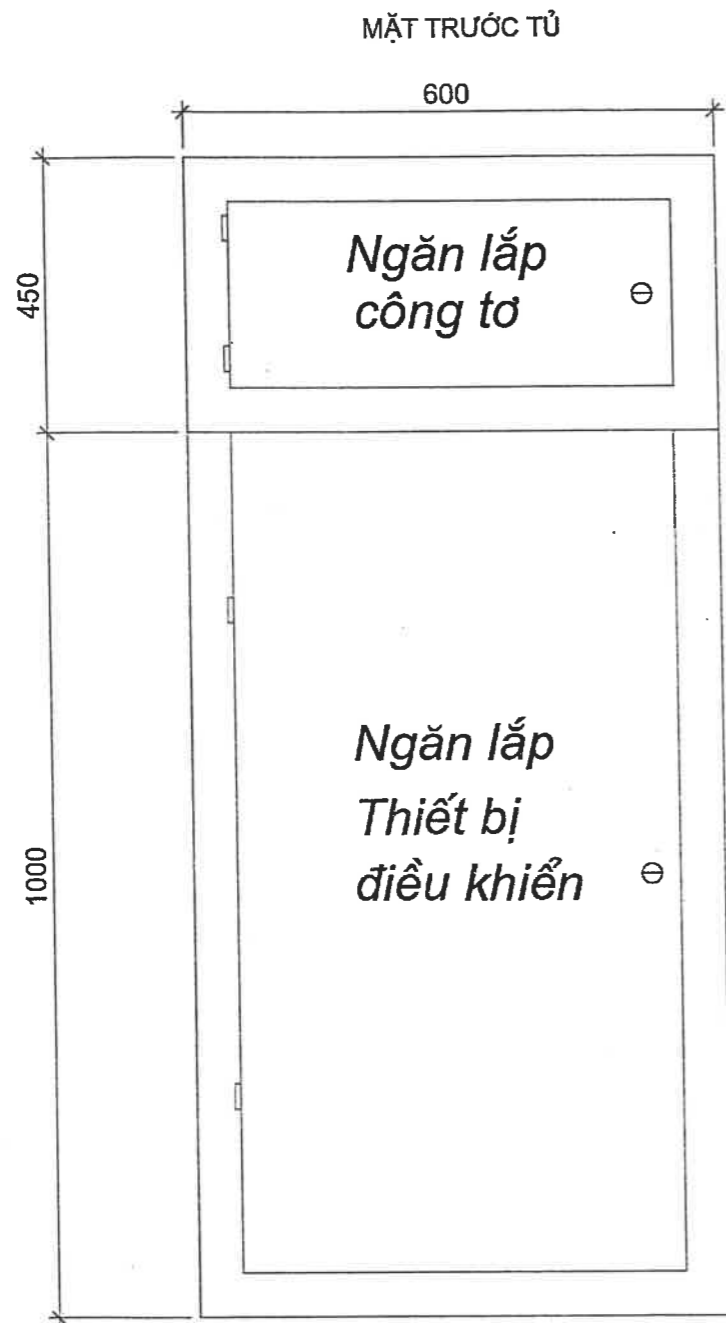 MẶT TRƯỚC TỦ
600
450
Ngăn lắp
công tơ
1000
Ngăn lắp
Thiết bị
điều khiển